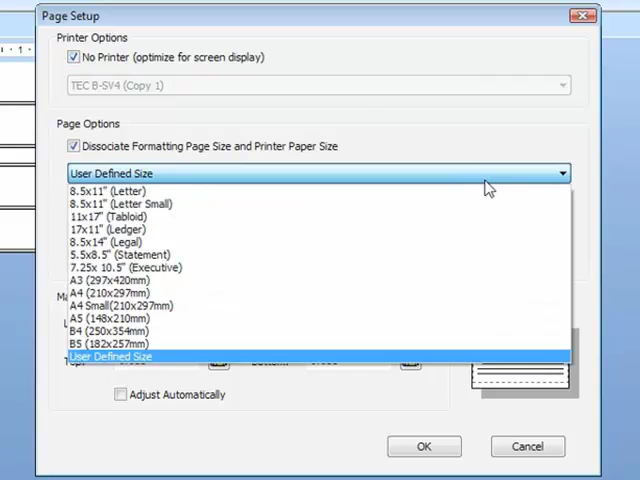 Page Setup
Printer Options
No Printer (optimize for screen display)
TEC B-SV4 (Copy 1)
Page Options
Dissociate Formatting Page Size and Printer Paper Size
User Defined Size
8.5x11" (Letter)
8.5x11" (Letter Small)
11x17" (Tabloid)
17x11" (Ledger)
8.5x14" (Legal)
5.5x8.5" (Statement)
7.25x 10.5" (Executive)
A3 (297x420mm)
A4 (210x297mm)
A4 Small(210x297mm)
A5 (148x210mm)
B4 (250x354mm)
B5 (182x257mm)
User Defined Size
Adjust Automatically
OK
Cancel